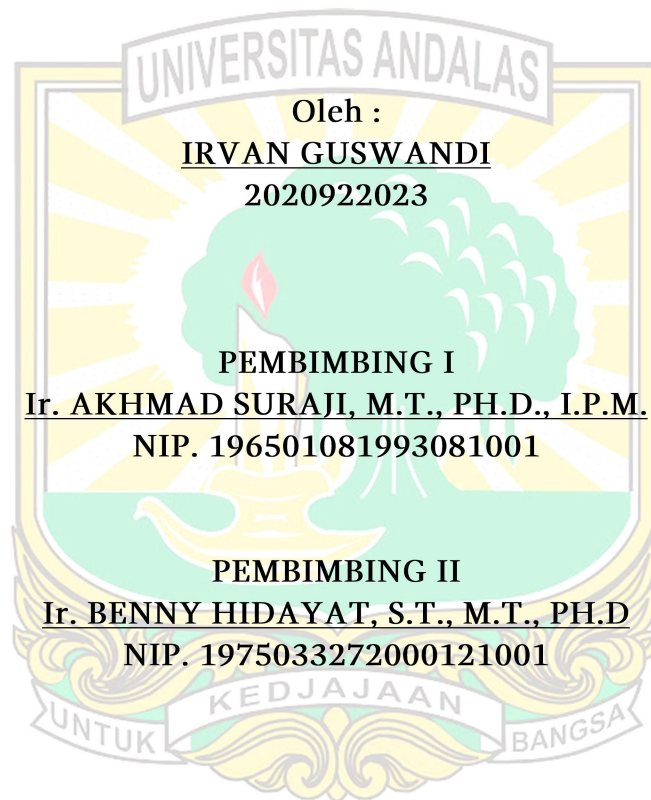 UNIVERSITAS ANDALAS
Oleh :
IRVAN GUSWANDI
2020922023
PEMBIMBING I
Ir. AKHMAD SURAJI, M.T., PH.D., I.P.M.
NIP. 196501081993081001
PEMBIMBING II
Ir. BENNY HIDAYAT, S.T., M.T., PH.D
NIP. 1975033272000121001
UNTUK KEDJAJAAN BANGSA